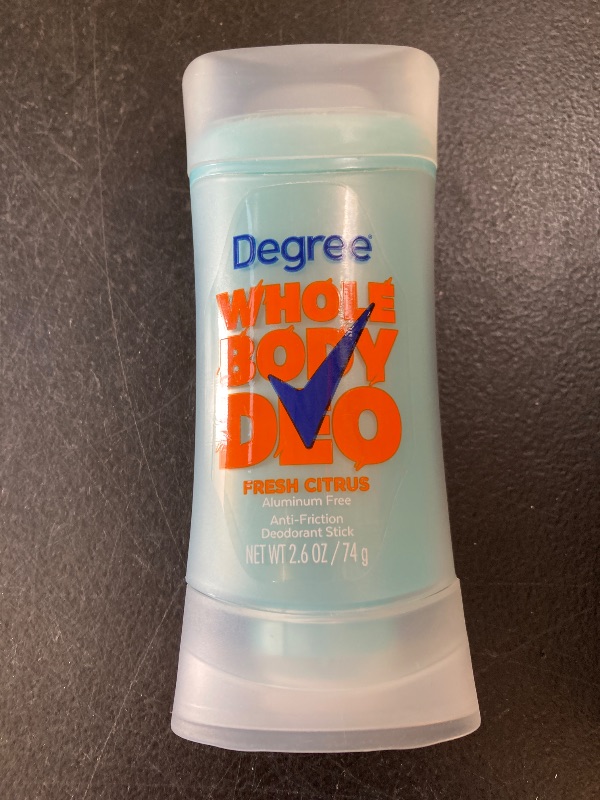 Degree®
WHOLE
BODY
DEO
FRESH CITRUS
Aluminum Free
Anti-Friction
Deodorant Stick
NET WT 2.6 OZ / 74 g